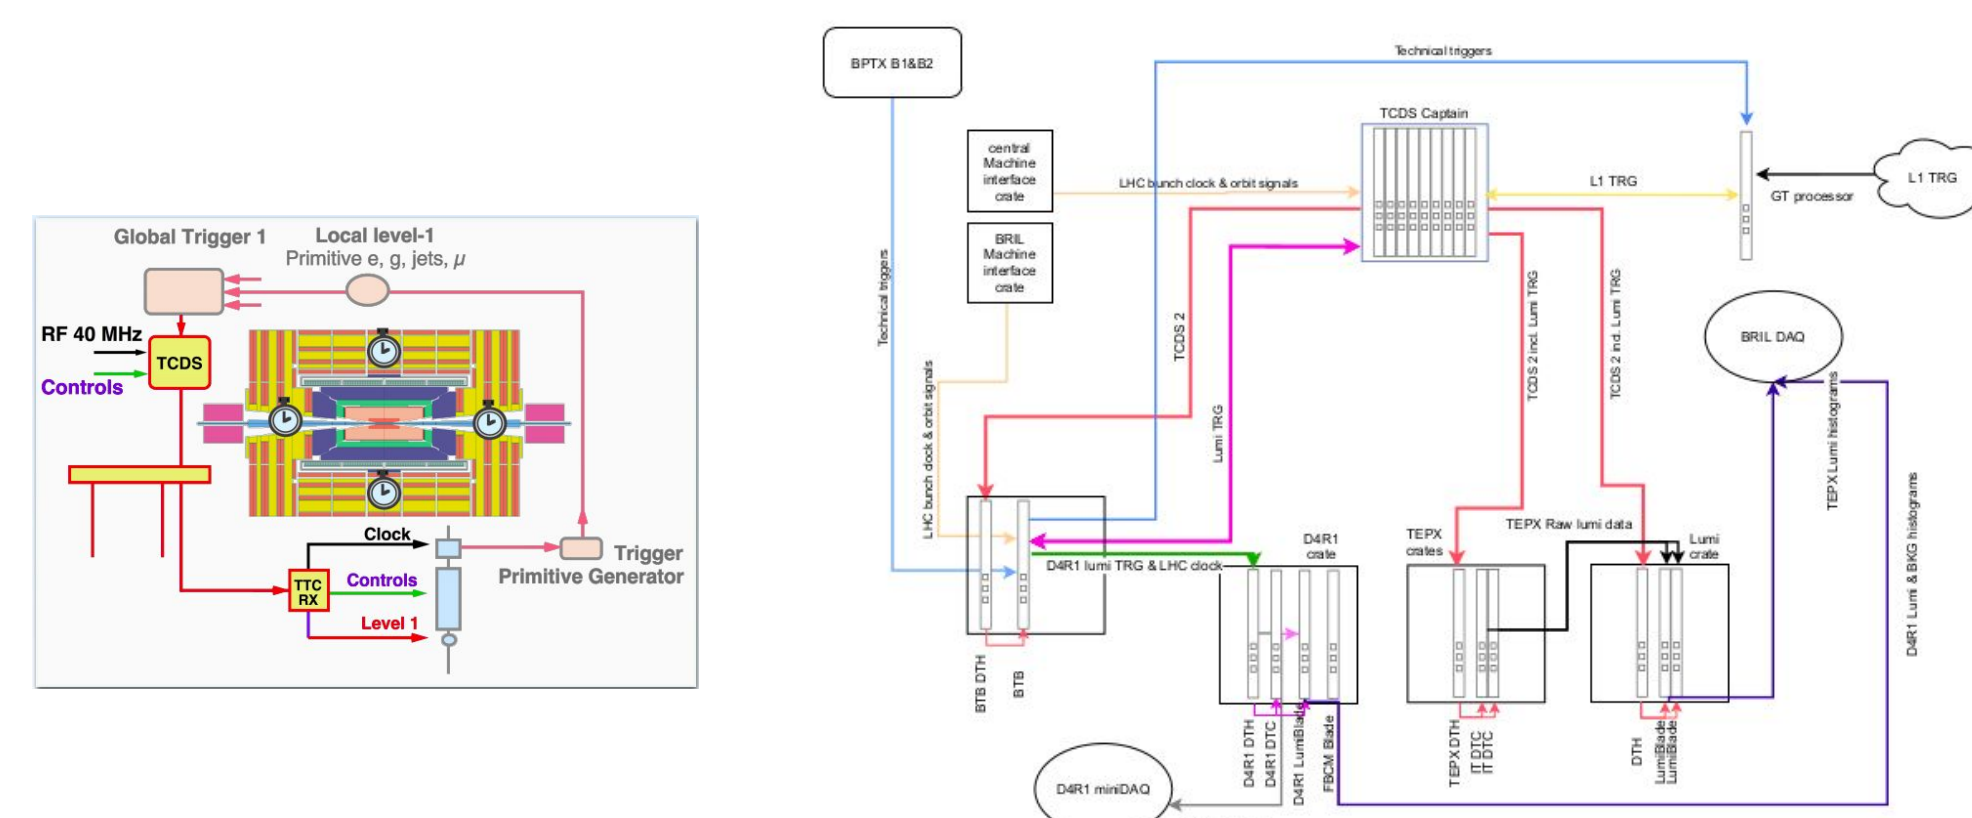 Global Trigger 1
Local level-1
Primitive e, g, jets, μ
RF 40 MHz
TCDS
Controls
Clock
TTC
RX
Controls
Level 1
Trigger
Primitive Generator
BPTX B1&B2
Technical triggers
TCDS Captain
central
Machine
interface
crate
LHC bunch clock & orbit signals
L1 TRG
GT processor
L1 TRG
BRIL
Machine
interface
crate
Technical triggers
LHC bunch clock & orbit signals
TCDS 2
Lumi TRG
TCDS 2 incl. Lumi TRG
TCDS 2 incl. Lumi TRG
BRIL DAQ
TEPX Lumi histograms
D4R1 Lumi & BKG histograms
D4R1 lumi TRG & LHC clock
D4R1
crate
TEPX
crates
TEPX Raw lumi data
Lumi
crate
BTB DTH
BTB
D4R1 DTH
D4R1 DTC
D4R1 LumiBlade
FBCM Blade
TEPX DTH
IT DTC
IT DTC
DTH
LumiBlade
LumiBlade
D4R1 miniDAQ